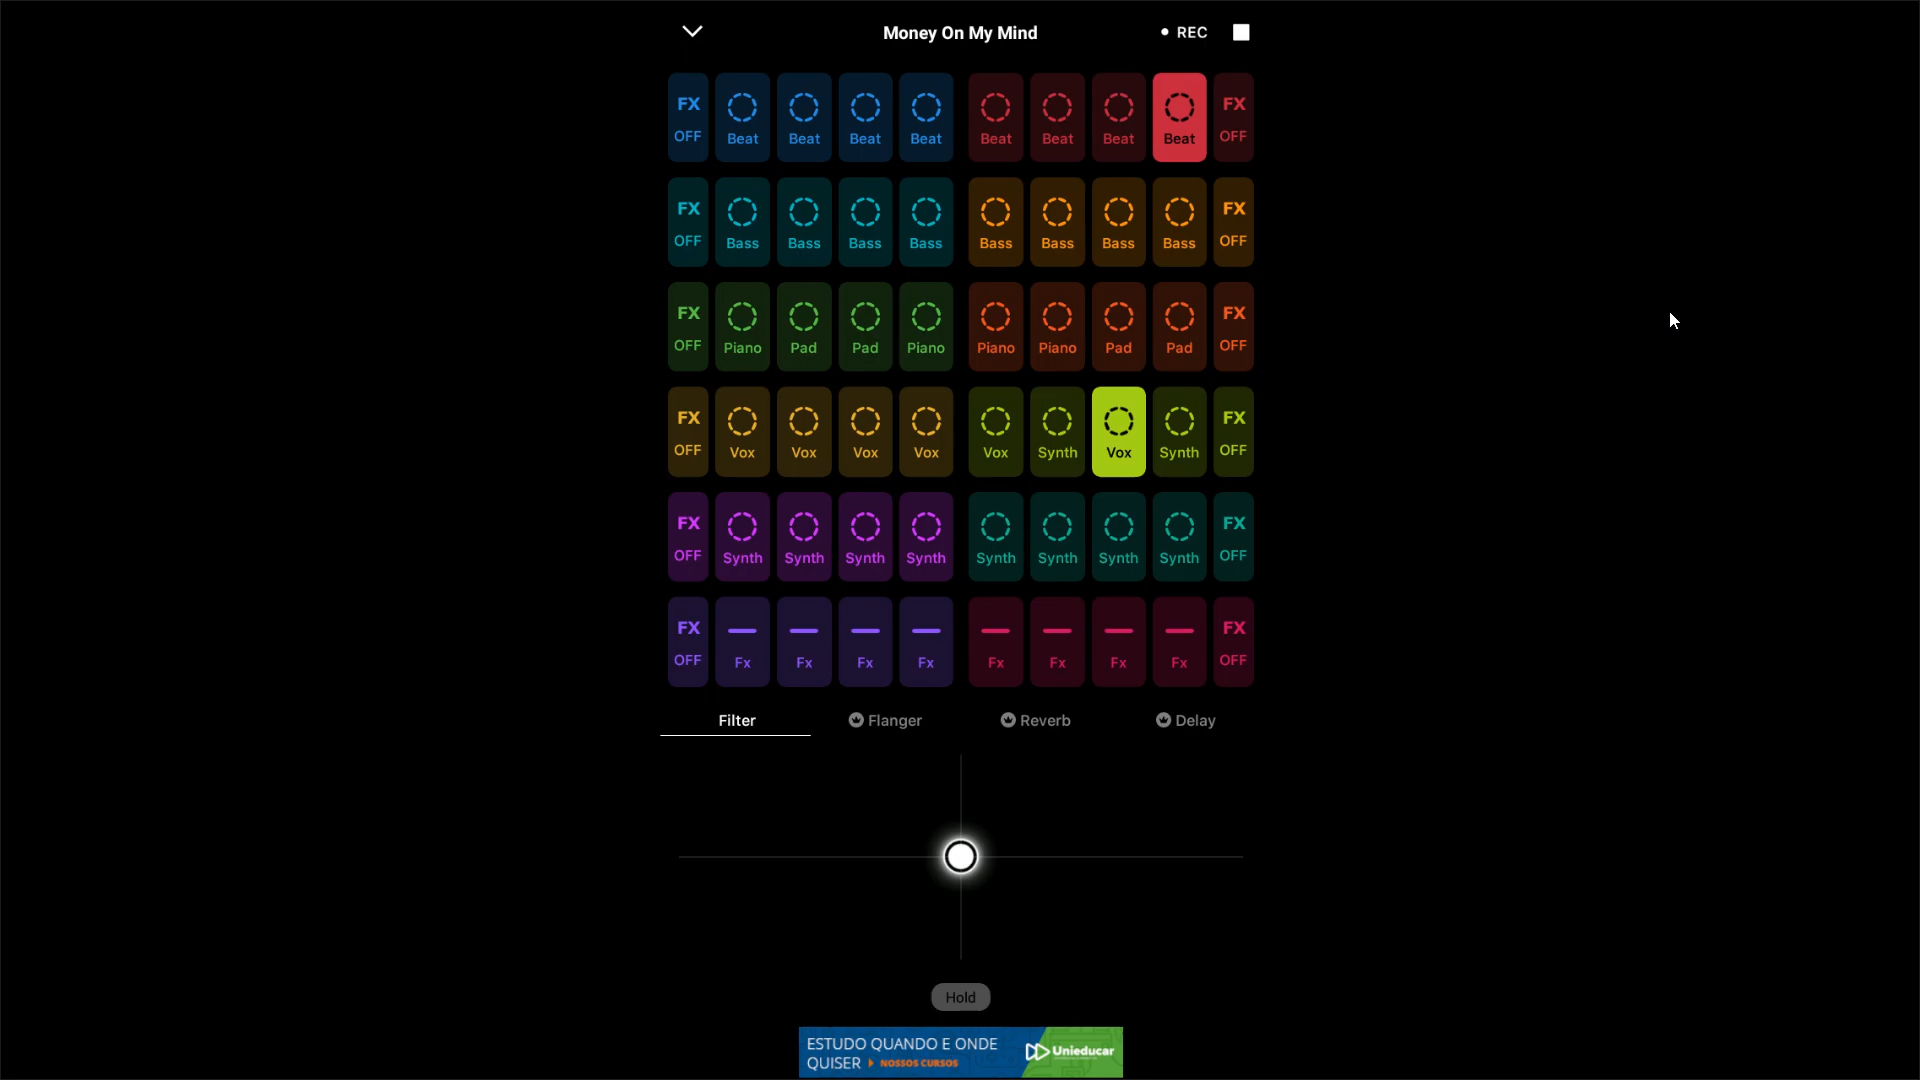 Money On My Mind
REC
FX Beat Beat Beat Beat Beat Beat Beat Beat FX
OFF OFF
FX Bass Bass Bass Bass Bass Bass Bass Bass FX
OFF OFF
FX Piano Pad Pad Piano Piano Piano Pad Pad FX
OFF OFF
FX Vox Vox Vox Vox Vox Synth Vox Synth FX
OFF OFF
FX Synth Synth Synth Synth Synth Synth Synth Synth FX
OFF OFF
FX Fx Fx Fx Fx Fx Fx Fx Fx FX
OFF OFF
Filter Flanger Reverb Delay
Hold
ESTUDO QUANDO E ONDE
QUISER NOSSOS CURSOS
Unieducar